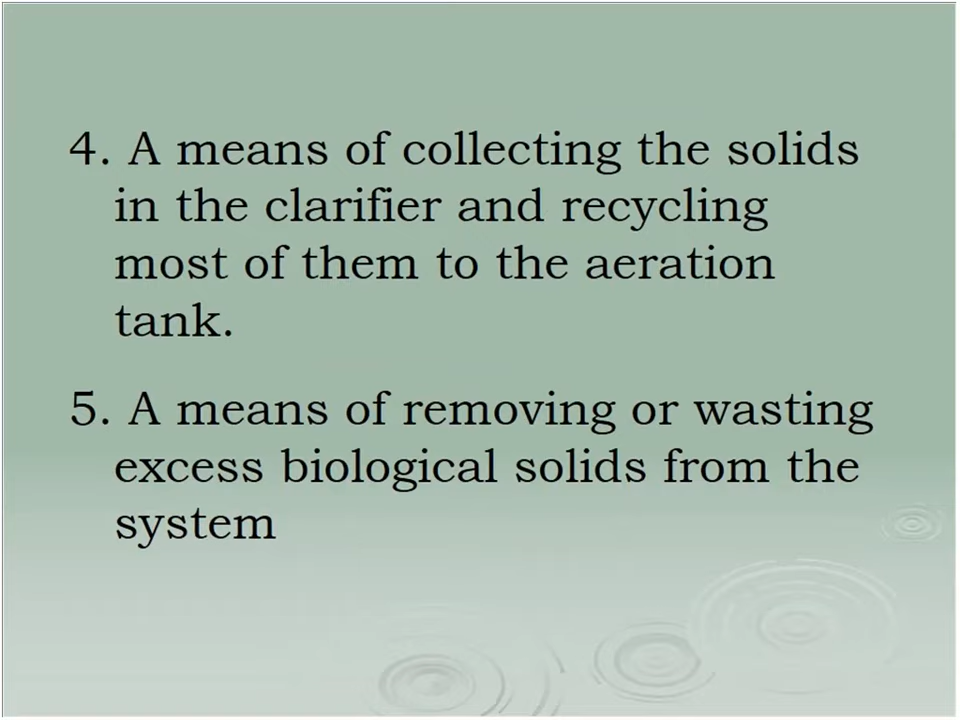 4. A means of collecting the solids
in the clarifier and recycling
most of them to the aeration
tank.
5. A means of removing or wasting
excess biological solids from the
system